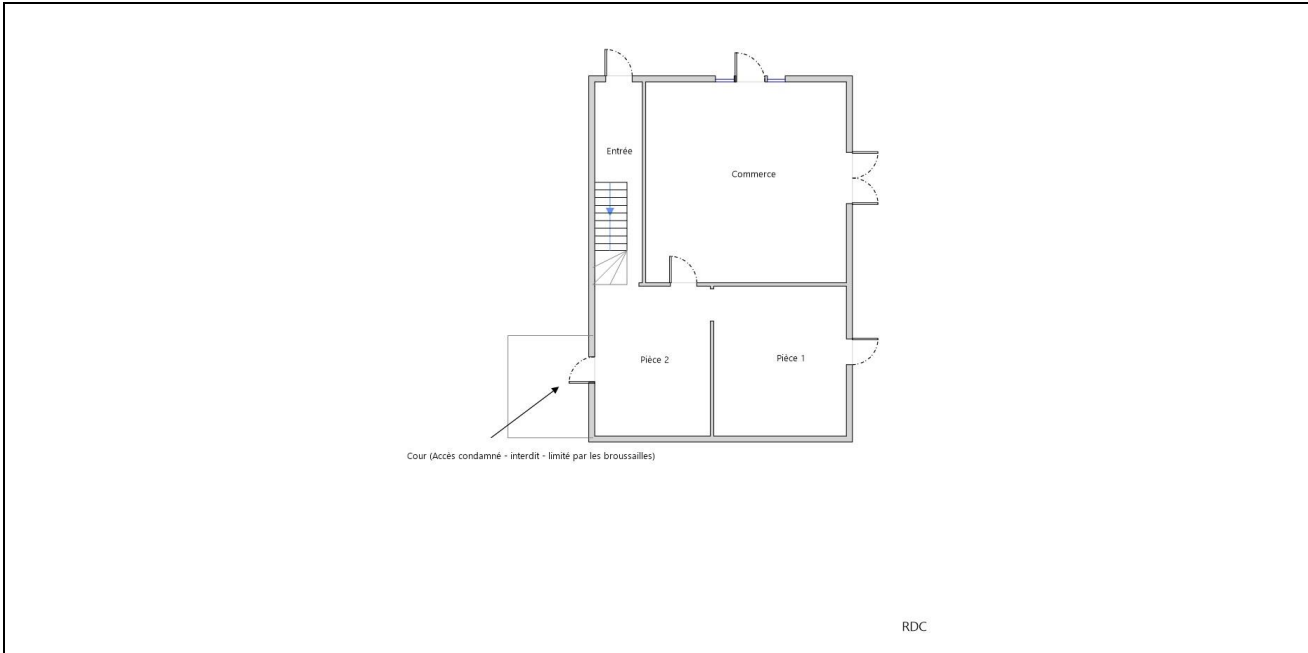 Entrée
Commerce
Pièce 2
Pièce 1
Cour (Accès condamné - interdit - limité par les broussailles)
RDC